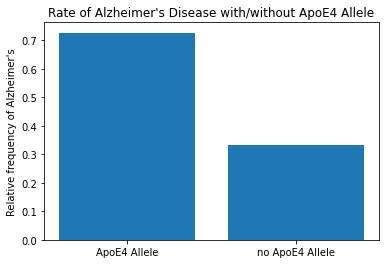 Rate of Alzheimer's Disease with/without ApoE4 Allele
Relative frequency of Alzheimer's
0.7
0.6
0.5
0.4
0.3
0.2
0.1
0.0
ApoE4 Allele
no ApoE4 Allele